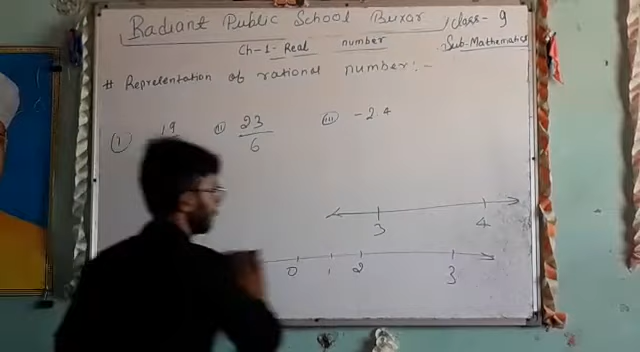 Radiant Public School Buxar, class - 9
Ch-1- Real number
Sub-Mathematics
# Reprelentation of rational number:-
(i) 19 (ii) 23/6 (iii) -2.4
3 4
0 1 2 3